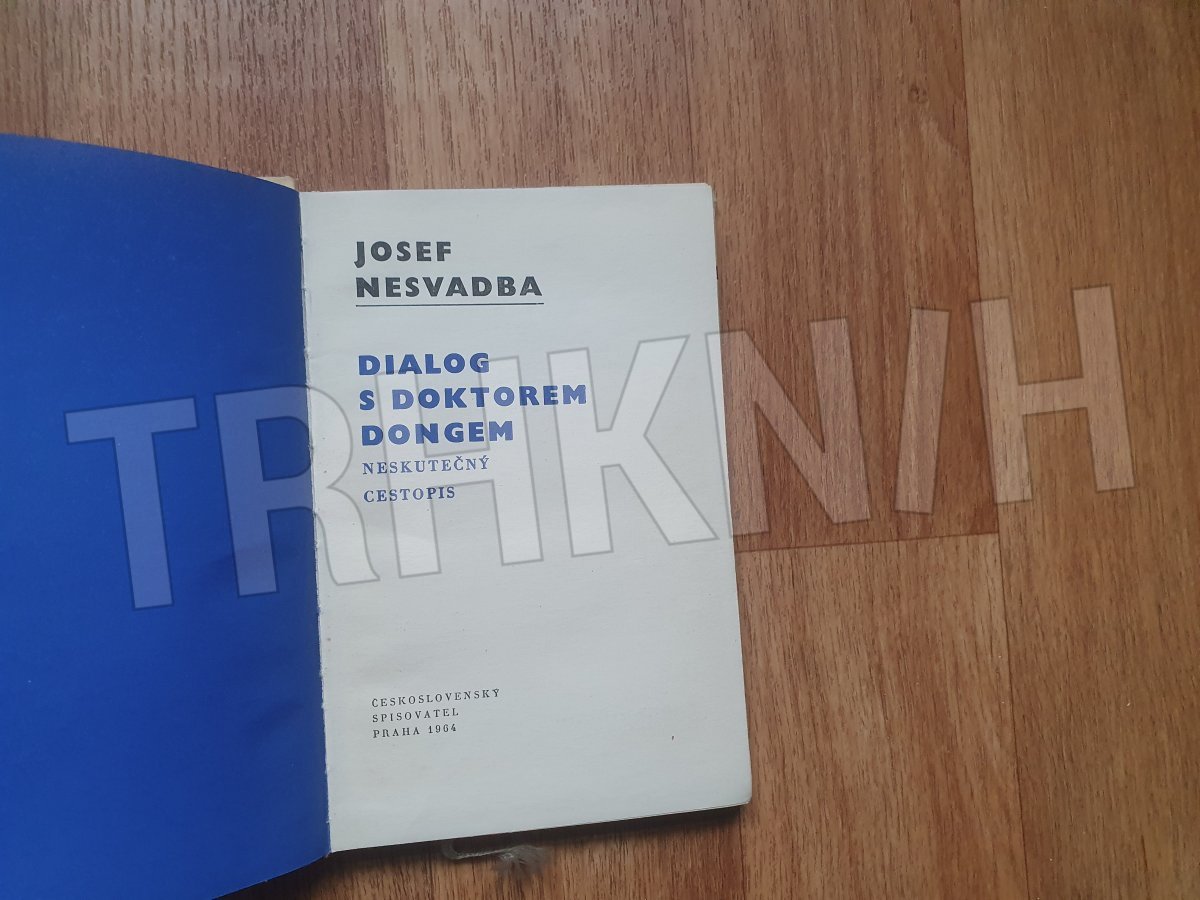 JOSEF
NESVADBA
DIALOG
S DOKTOREM
DONGEM
NESKUTEČNÝ
CESTOPIS
ČESKOSLOVENSKÝ
SPISOVATEL
PRAHA 1964
TRHKNIH